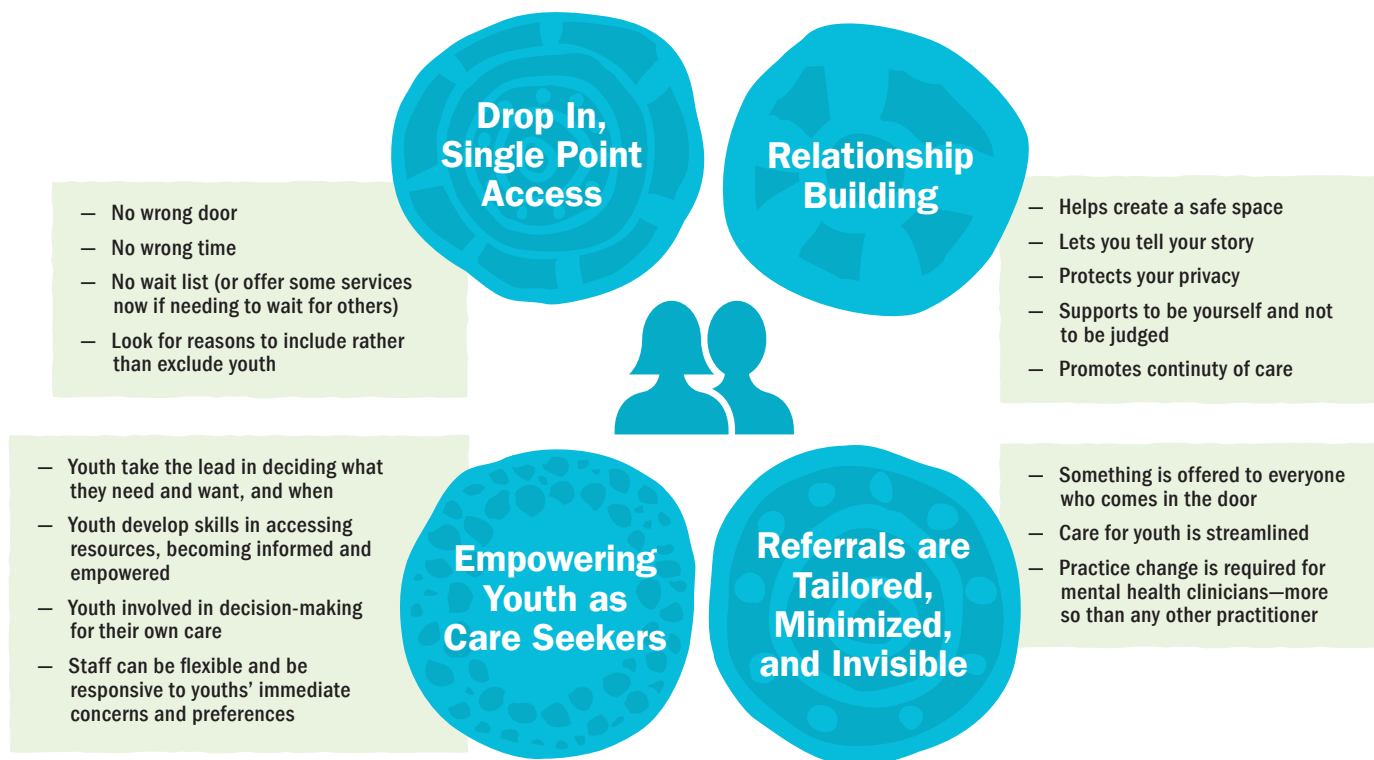 Drop In,
Single Point
Access
— No wrong door
— No wrong time
— No wait list (or offer some services
now if needing to wait for others)
— Look for reasons to include rather
than exclude youth
Relationship
Building
— Helps create a safe space
— Lets you tell your story
— Protects your privacy
— Supports to be yourself and not
to be judged
— Promotes continuty of care
Empowering
Youth as
Care Seekers
— Youth take the lead in deciding what
they need and want, and when
— Youth develop skills in accessing
resources, becoming informed and
empowered
— Youth involved in decision-making
for their own care
— Staff can be flexible and be
responsive to youths’ immediate
concerns and preferences
Referrals are
Tailored,
Minimized,
and Invisible
— Something is offered to everyone
who comes in the door
— Care for youth is streamlined
— Practice change is required for
mental health clinicians—more
so than any other practitioner